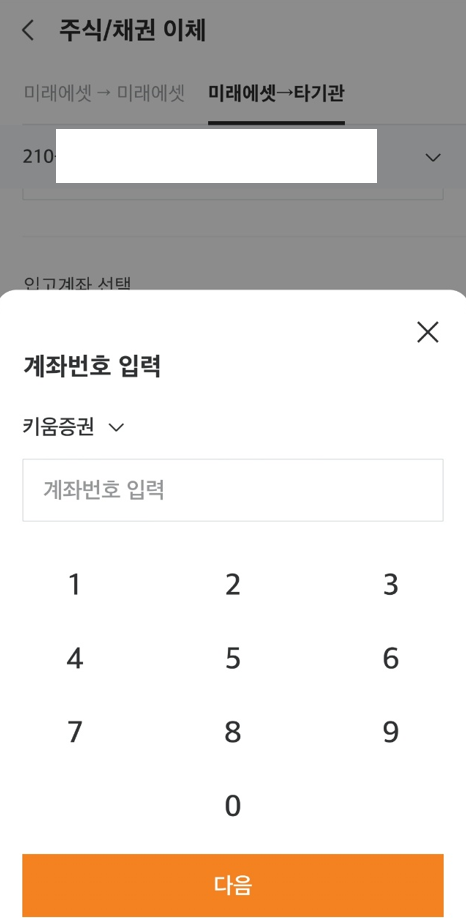 주식/채권 이체
미래에셋 → 미래에셋 미래에셋→타기관
210
입고계좌 선택
계좌번호 입력
키움증권
계좌번호 입력
1 2 3
4 5 6
7 8 9
0
다음